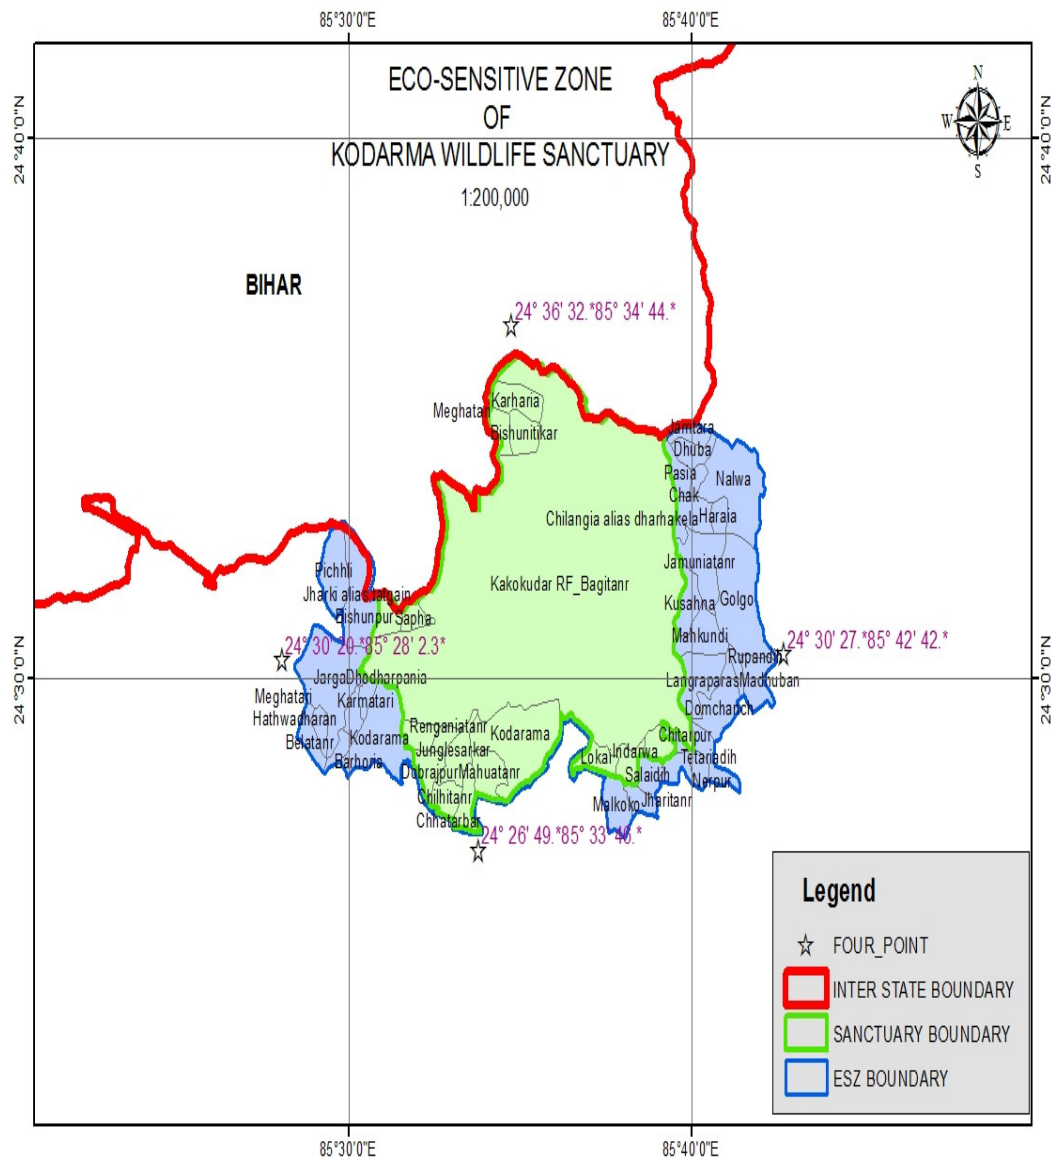 85°30'0"E
85°40'0"E
ECO-SENSITIVE ZONE
OF
KODARMA WILDLIFE SANCTUARY
1:200,000
N
W
E
S
24°40'0"N
24°40'0"N
BIHAR
24° 36' 32.*85° 34' 44.*
Karharia
Meghatari
Bishunitikar
Jamtara
Dhuba
Pasia
Nalwa
Chak
Chilangia alias dharhakela
Haraia
Jamuniatanr
Pichhli
Kakokudar RF_Bagitanr
Jharki alias
Kusahna
Golgo
Bishunpur
Sapha
Mahkundi
24° 30' 27.*85° 42' 42.*
24° 30' 20.*85° 28' 2.3*
Rupandih
24°30'0"N
24°30'0"N
Jarga
Dhodharpania
Langraparas
Madhuban
Meghatari
Karmatari
Domchanch
Hathwadharan
Renganiatanr
Kodarama
Belatanr
Kodarama
Junglesarkar
Chitarpur
Lokai
Indarwa
Tetariadih
Barhoria
Dubrajpur
Mahuatanr
Salaidih
Nerpur
Chilhitanr
Malkoko
Jharitanr
Chhatarbar
24° 26' 49.*85° 33' 46.*
Legend
FOUR_POINT
INTER STATE BOUNDARY
SANCTUARY BOUNDARY
ESZ BOUNDARY
85°30'0"E
85°40'0"E